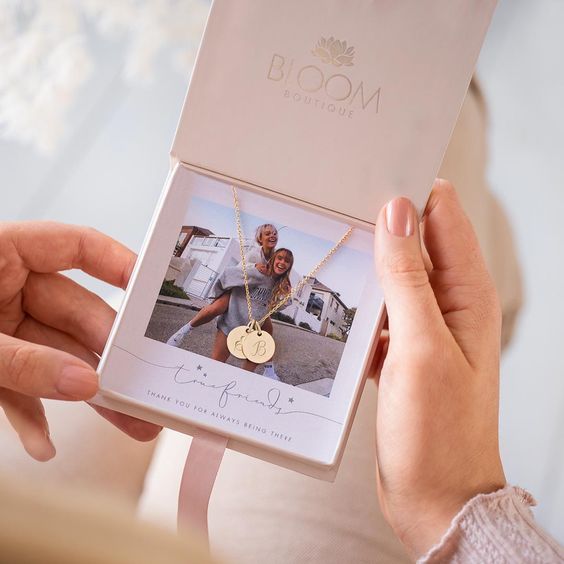 BLOOM
BOUTIQUE
B
true friends
THANK YOU FOR ALWAYS BEING THERE